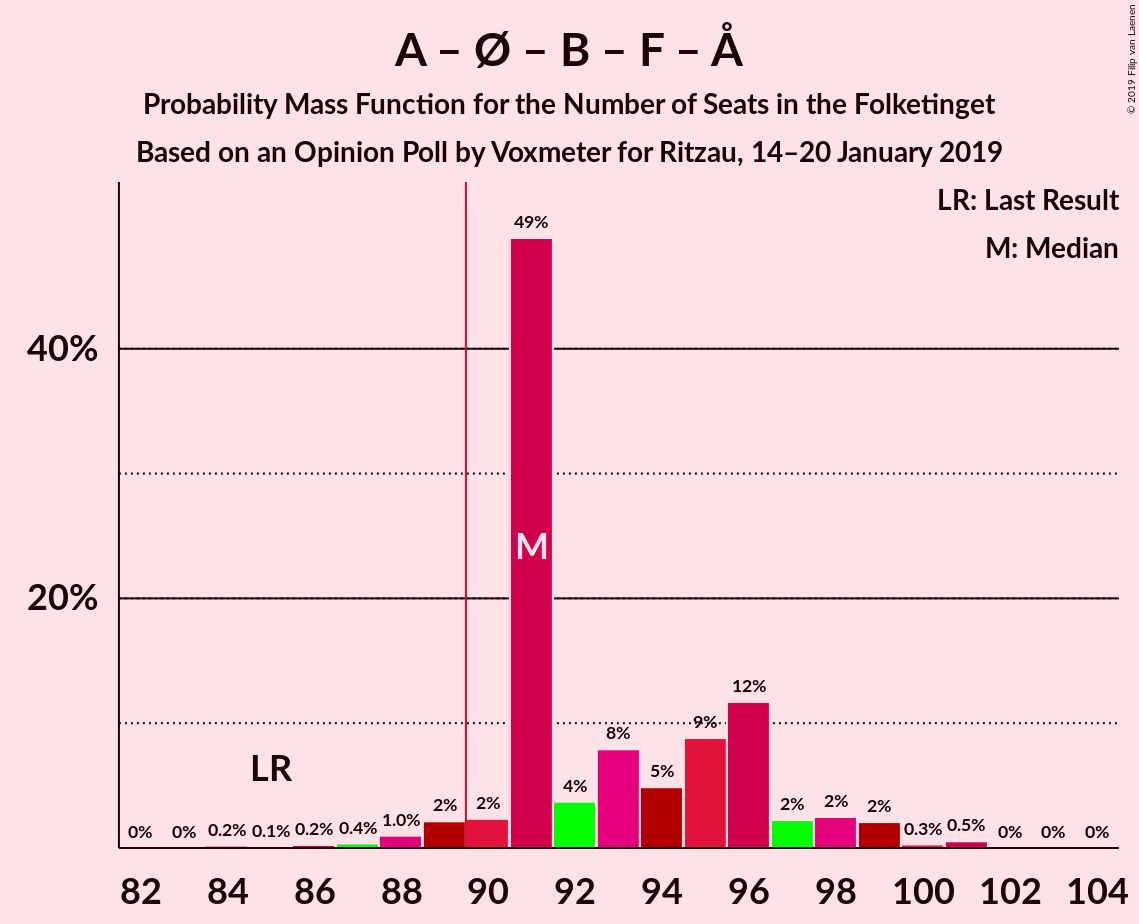 A – Ø – B – F – Å
Probability Mass Function for the Number of Seats in the Folketinget
Based on an Opinion Poll by Voxmeter for Ritzau, 14–20 January 2019
© 2019 Filip van Laenen
LR: Last Result
M: Median
49%
40%
M
20%
12%
9%
8%
LR
5%
4%
0% 0% 0.2% 0.1% 0.2% 0.4% 1.0% 2% 2% 2% 2% 2% 0.3% 0.5% 0% 0% 0%
82 84 86 88 90 92 94 96 98 100 102 104